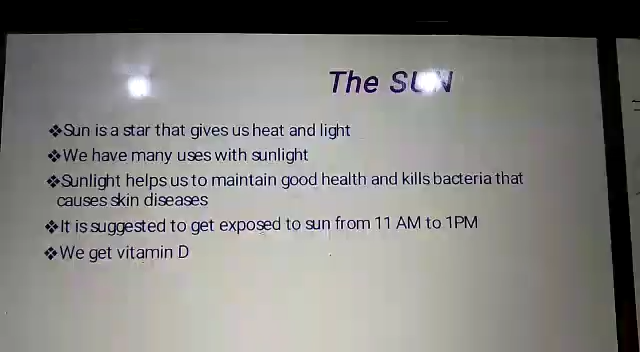 The SUN
❖Sun is a star that gives us heat and light
❖We have many uses with sunlight
❖Sunlight helps us to maintain good health and kills bacteria that
causes skin diseases
❖It is suggested to get exposed to sun from 11 AM to 1PM
❖We get vitamin D